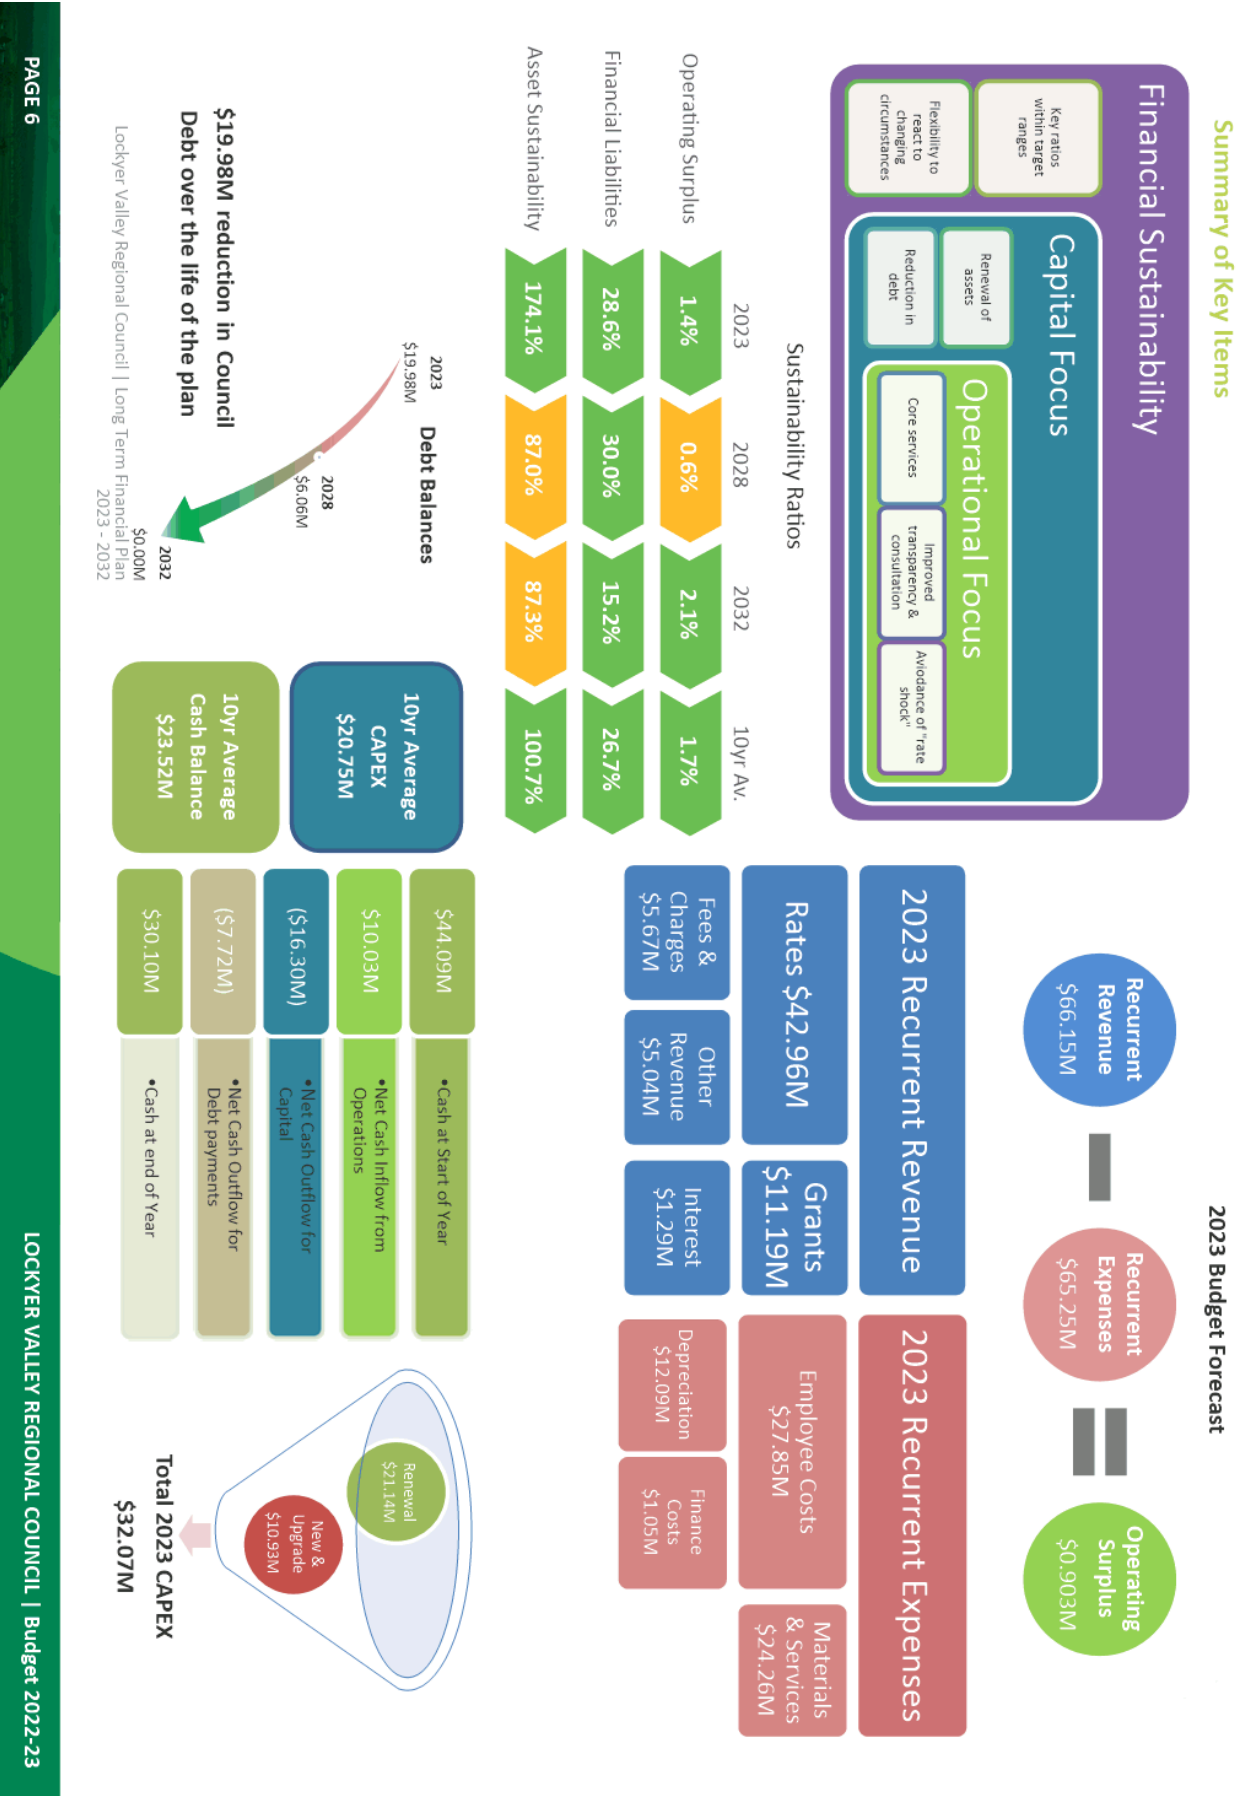 Summary of Key Items
Financial Sustainability
Key ratios
within target
ranges
Flexibility to
react to
changing
circumstances
Capital Focus
Renewal of
assets
Reduction in
debt
Operational Focus
Core services
Improved
transparency &
consultation
Aviodance of "rate
shock"
2023 Budget Forecast
Recurrent
Revenue
$66.15M
Recurrent
Expenses
$65.25M
Operating
Surplus
$0.903M
2023 Recurrent Revenue
Rates $42.96M
Grants
$11.19M
Fees &
Charges
$5.67M
Other
Revenue
$5.04M
Interest
$1.29M
2023 Recurrent Expenses
Employee Costs
$27.85M
Materials
& Services
$24.26M
Depreciation
$12.09M
Finance
Costs
$1.05M
Sustainability Ratios
2023 2028 2032 10yr Av.
Operating Surplus 1.4% 0.6% 2.1% 1.7%
Financial Liabilities 28.6% 30.0% 15.2% 26.7%
Asset Sustainability 174.1% 87.0% 87.3% 100.7%
Debt Balances
2023
$19.98M
2028
$6.06M
2032
$0.00M
$19.98M reduction in Council
Debt over the life of the plan
10yr Average
CAPEX
$20.75M
10yr Average
Cash Balance
$23.52M
$44.09M •Cash at Start of Year
$10.03M •Net Cash Inflow from
Operations
($16.30M) •Net Cash Outflow for
Capital
($7.72M) •Net Cash Outflow for
Debt payments
$30.10M •Cash at end of Year
Renewal
$21.14M
New &
Upgrade
$10.93M
Total 2023 CAPEX
$32.07M
Lockyer Valley Regional Council | Long Term Financial Plan
2023 - 2032
PAGE 6
LOCKYER VALLEY REGIONAL COUNCIL | Budget 2022-23